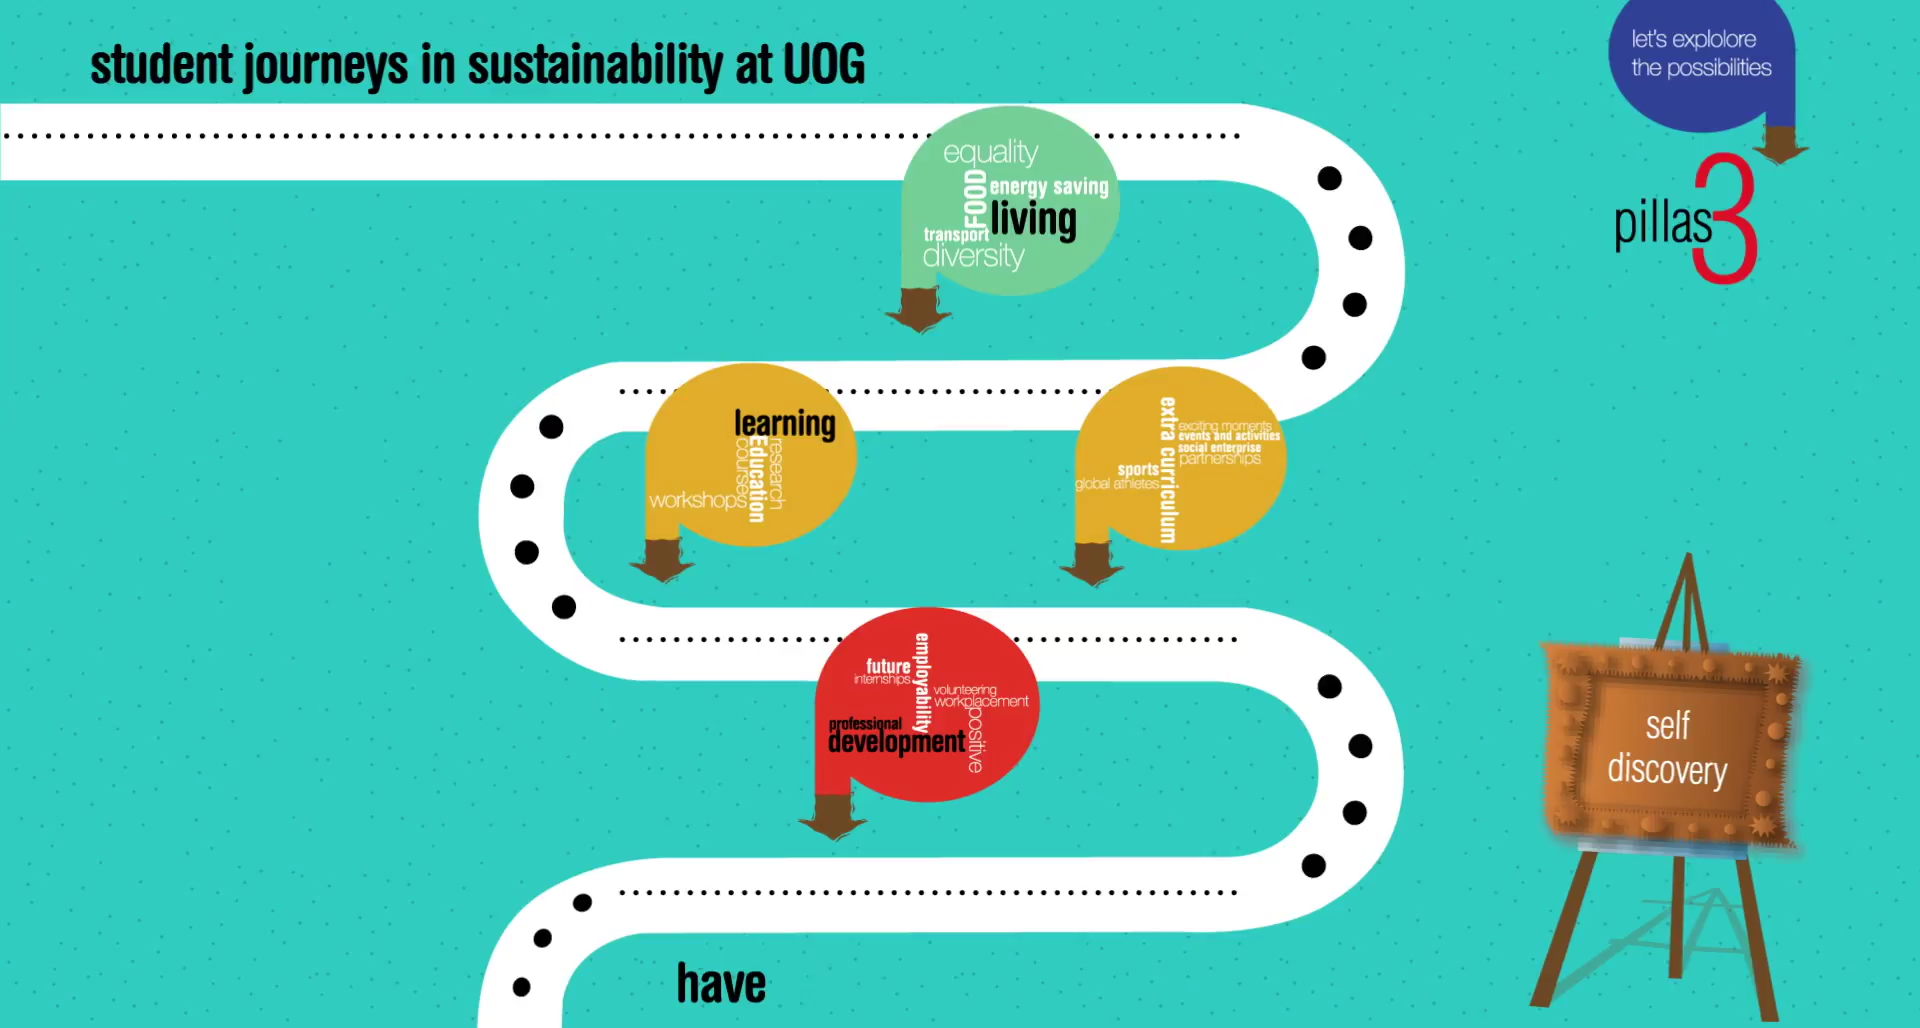 student journeys in sustainability at UOG
let's explolore
the possibilities
pillas 3
equality
FOOD
energy saving
living
transport
diversity
learning
courses
Education
research
workshops
extra curriculum
exciting moments
events and activities
social enterprise
partnerships
sports
global athletes
employability
future
internships
volunteering
workplacement
positive
professional
development
self
discovery
have